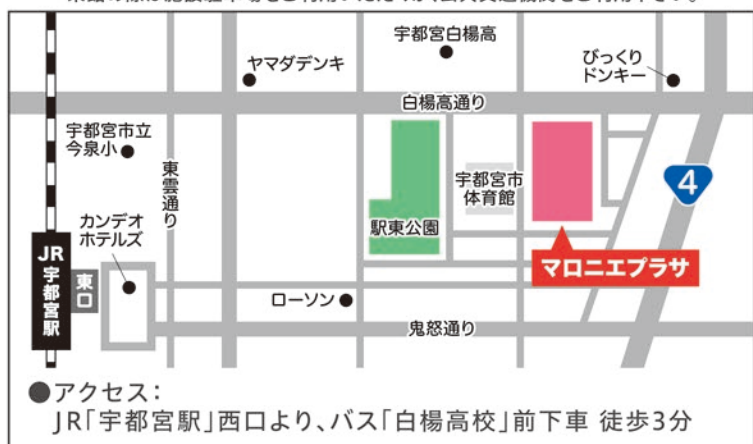 宇都宮白楊高
びっくり
ドンキー
ヤマダデンキ
白楊高通り
宇都宮市立
今泉小
東雲通り
宇都宮市
体育館
4
カンデオ
ホテルズ
駅東公園
JR
宇都宮駅
東口
マロニエプラザ
ローソン
鬼怒通り
●アクセス：
JR「宇都宮駅」西口より、バス「白楊高校」前下車 徒歩3分